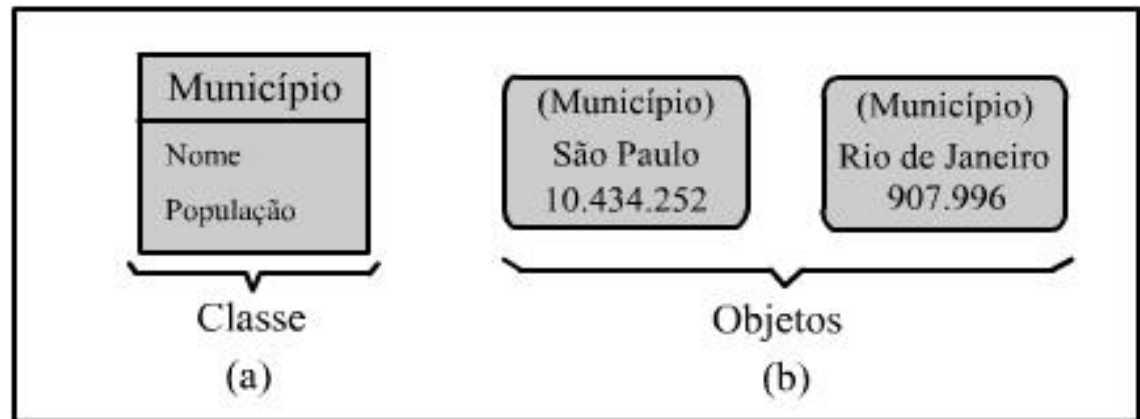 Município
Nome
População
Classe
(a)
(Município)
São Paulo
10.434.252
(Município)
Rio de Janeiro
907.996
Objetos
(b)